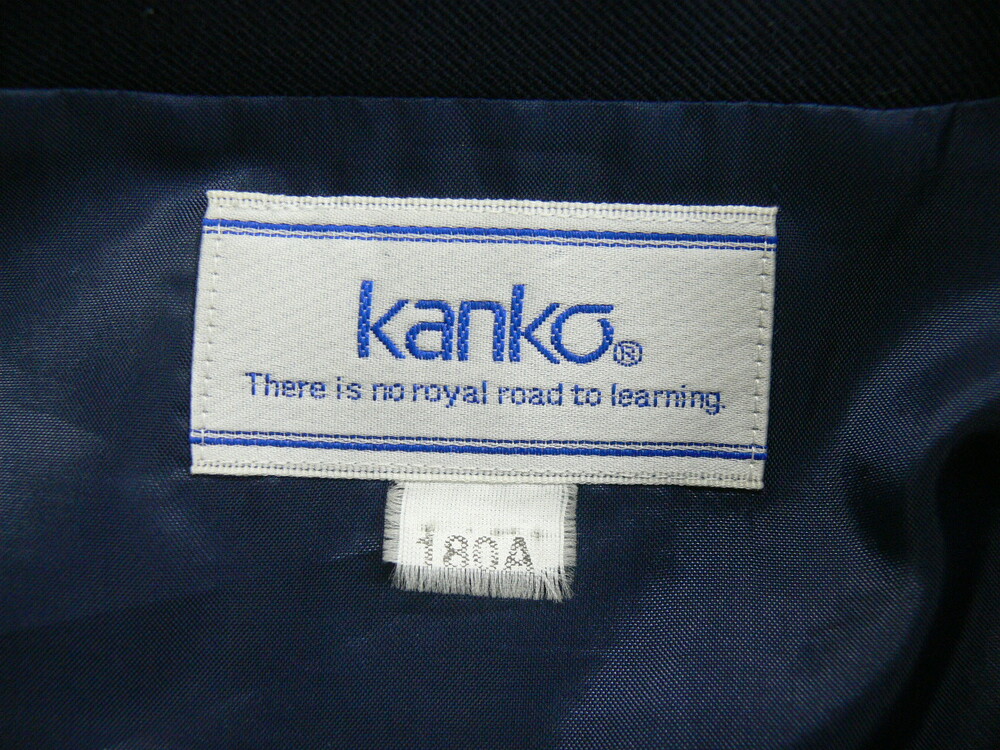 kanko®
There is no royal road to learning.
180A